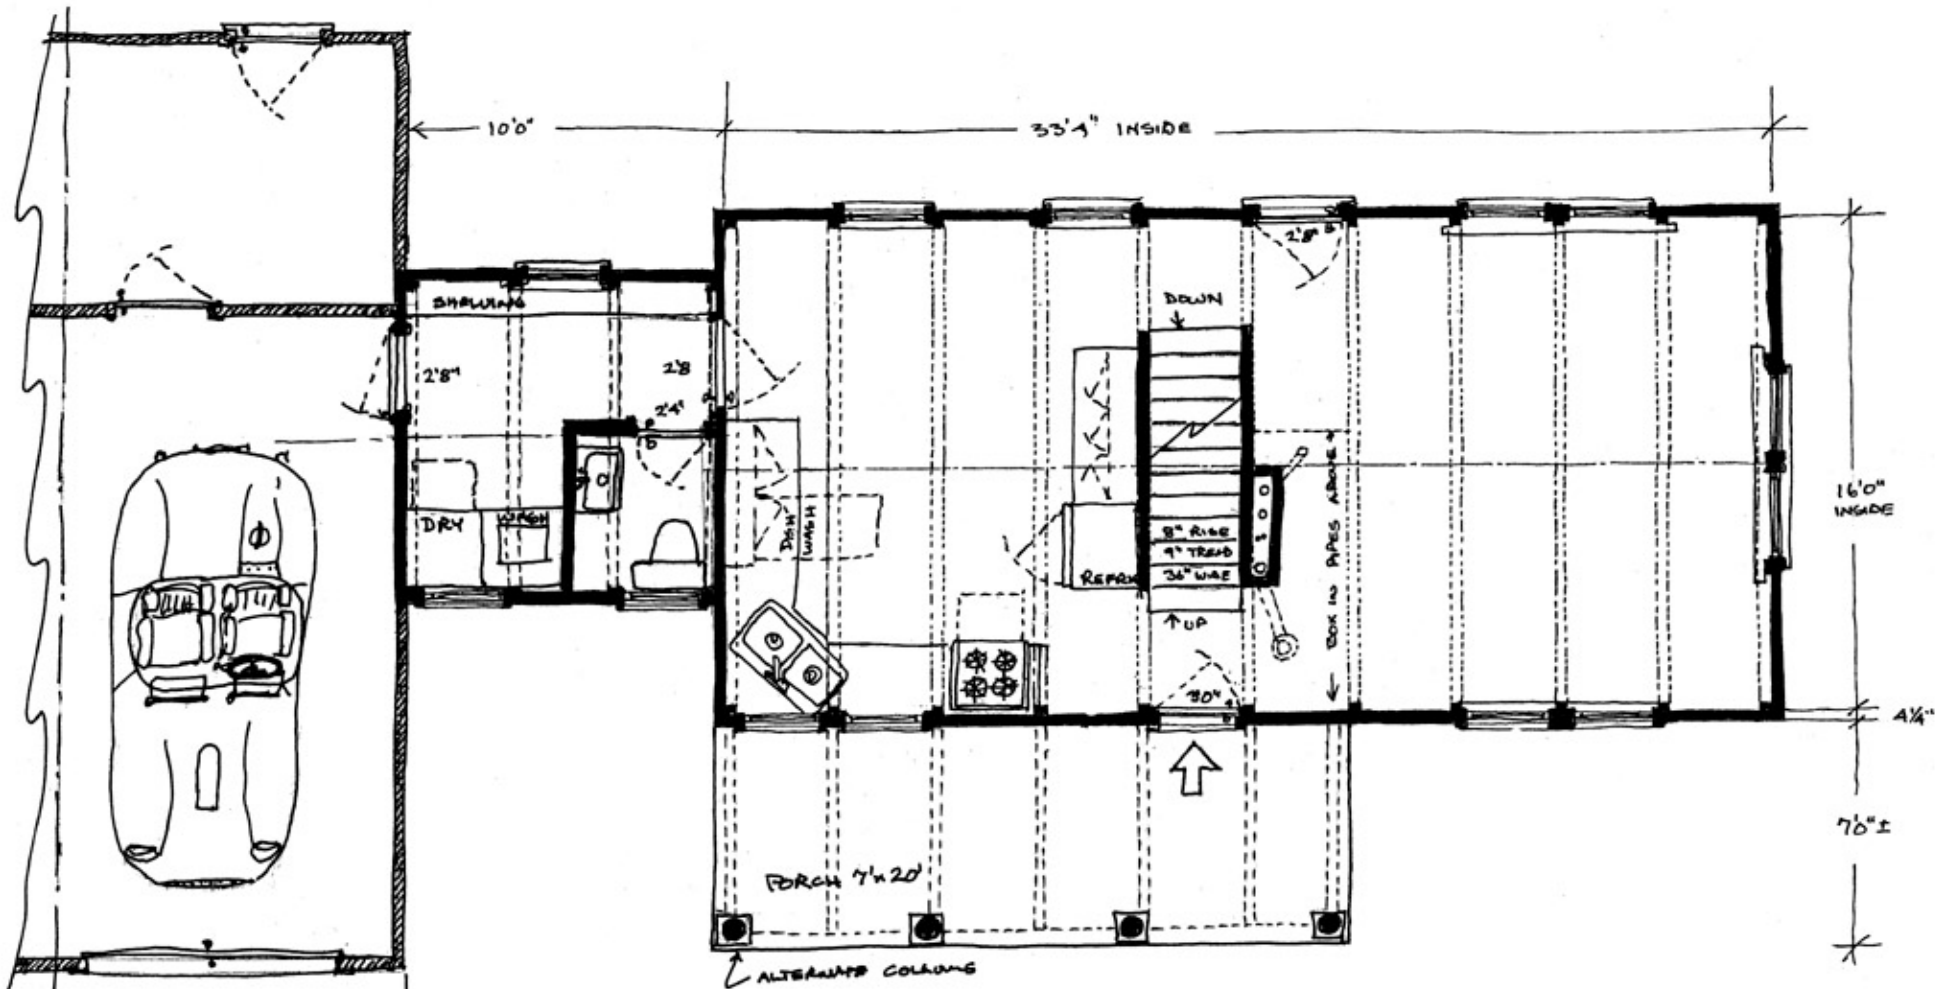 10'0"
33'4" INSIDE
SHELVING
2'8"
2'8
2'4"
DRY
WASH
DISH
WASH
REFRIG
DOWN
8" RISE
9" TREAD
36" WIDE
UP
2'8"
BOX IN PIPES ABOVE
30"
16'0"
INSIDE
4¼"
7'0"±
PORCH 7'x20'
ALTERNATE COLUMNS